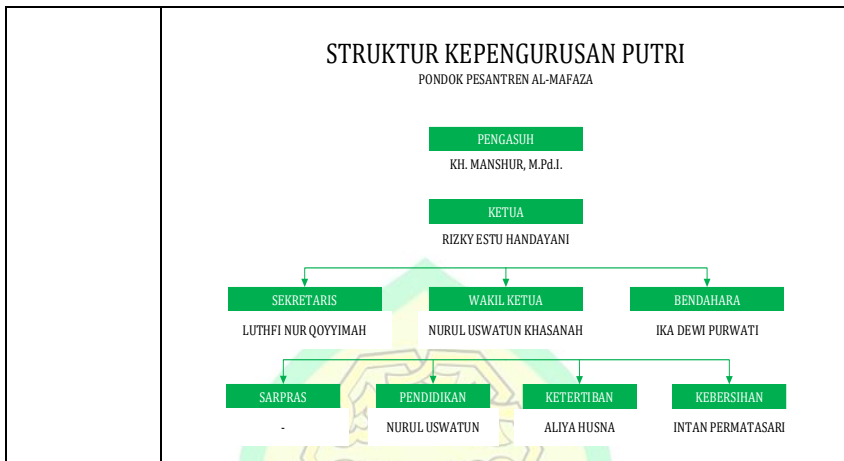 STRUKTUR KEPENGURUSAN PUTRI
PONDOK PESANTREN AL-MAFAZA
PENGASUH
KH. MANSHUR, M.Pd.I.
KETUA
RIZKY ESTU HANDAYANI
SEKRETARIS WAKIL KETUA BENDAHARA
LUTHFI NUR QOYYIMAH NURUL USWATUN KHASANAH IKA DEWI PURWATI
SARPRAS PENDIDIKAN KETERTIBAN KEBERSIHAN
- NURUL USWATUN ALIYA HUSNA INTAN PERMATASARI